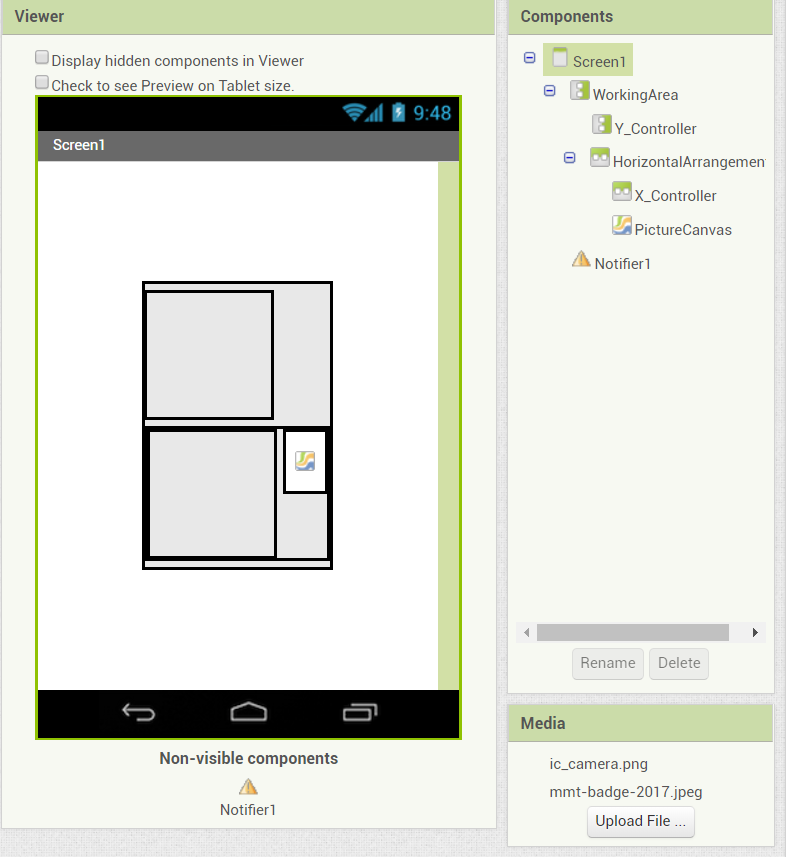 Viewer
Display hidden components in Viewer
Check to see Preview on Tablet size.
9:48
Screen1
Non-visible components
Notifier1
Components
Screen1
WorkingArea
Y_Controller
HorizontalArrangemen
X_Controller
PictureCanvas
Notifier1
Rename Delete
Media
ic_camera.png
mmt-badge-2017.jpeg
Upload File ...